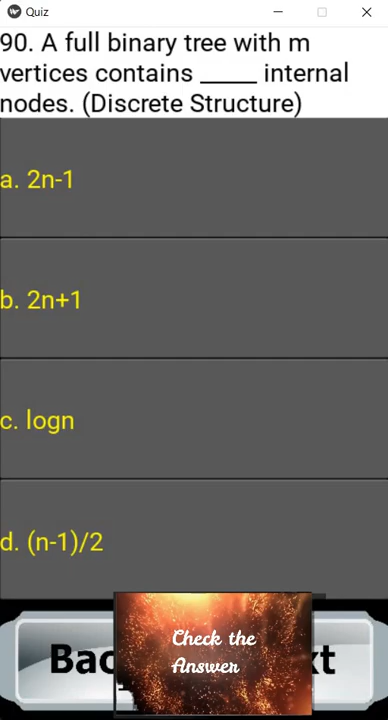 Quiz
90. A full binary tree with m
vertices contains _____ internal
nodes. (Discrete Structure)
a. 2n-1
b. 2n+1
c. logn
d. (n-1)/2
Check the
Answer